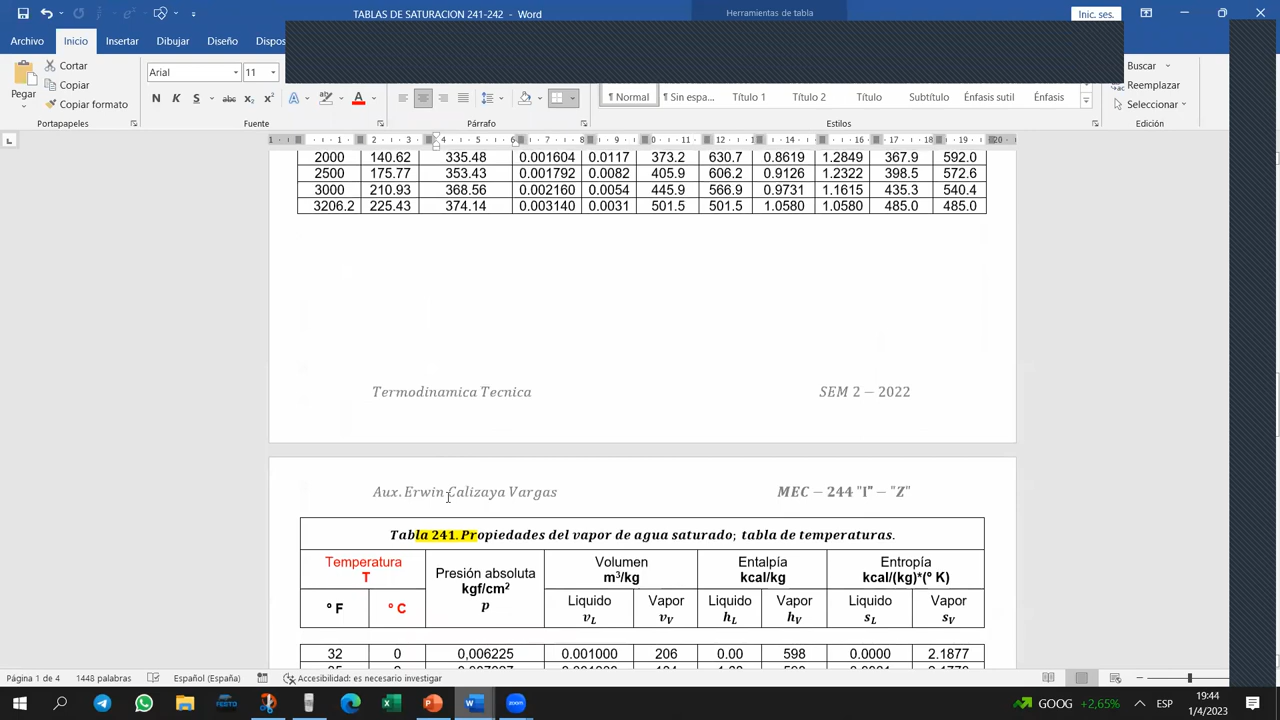 TABLAS DE SATURACION 241-242 - Word
Herramientas de tabla
Inic. ses.
Archivo Inicio Insertar Dibujar Diseño Dispos
Pegar
Cortar
Copiar
Copiar formato
Portapapeles
Arial 11
N K S abc x₂ x²
Fuente
Párrafo
¶ Normal ¶ Sin espa... Título 1 Título 2 Título Subtítulo Énfasis sutil Énfasis
Estilos
Buscar
Reemplazar
Seleccionar
Edición
2000 140.62 335.48 0.001604 0.0117 373.2 630.7 0.8619 1.2849 367.9 592.0
2500 175.77 353.43 0.001792 0.0082 405.9 606.2 0.9126 1.2322 398.5 572.6
3000 210.93 368.56 0.002160 0.0054 445.9 566.9 0.9731 1.1615 435.3 540.4
3206.2 225.43 374.14 0.003140 0.0031 501.5 501.5 1.0580 1.0580 485.0 485.0
Termodinamica Tecnica SEM 2 − 2022
Aux. Erwin Calizaya Vargas MEC − 244 "I" − "Z"
Tabla 241. Propiedades del vapor de agua saturado; tabla de temperaturas.
Temperatura
T
Presión absoluta
kgf/cm²
p
Volumen
m³/kg
Entalpía
kcal/kg
Entropía
kcal/(kg)*(º K)
º F º C
Liquido Vapor Liquido Vapor Liquido Vapor
v_L v_V h_L h_V s_L s_V
32 0 0,006225 0.001000 206 0.00 598 0.0000 2.1877
Página 1 de 4 1448 palabras Español (España) Accesibilidad: es necesario investigar
FESTO
zoom
GOOG +2,65% ESP
19:44
1/4/2023